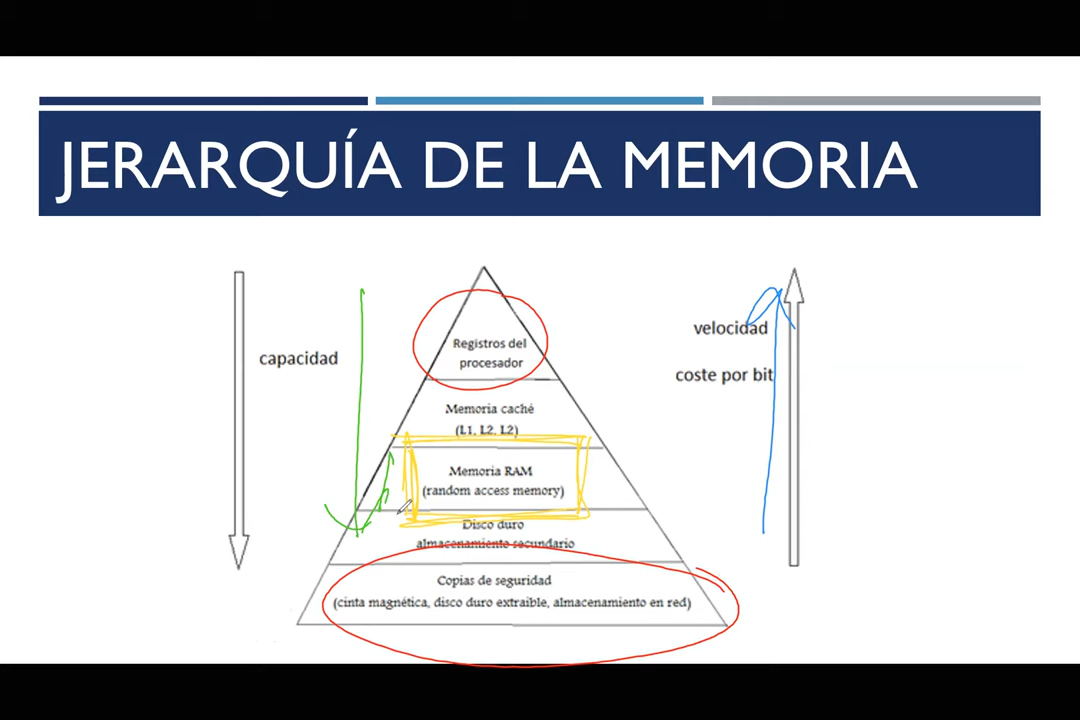 JERARQUÍA DE LA MEMORIA
capacidad
velocidad
coste por bit
Registros del
procesador
Memoria caché
(L1, L2, L2)
Memoria RAM
(random access memory)
Disco duro
almacenamiento secundario
Copias de seguridad
(cinta magnética, disco duro extraible, almacenamiento en red)